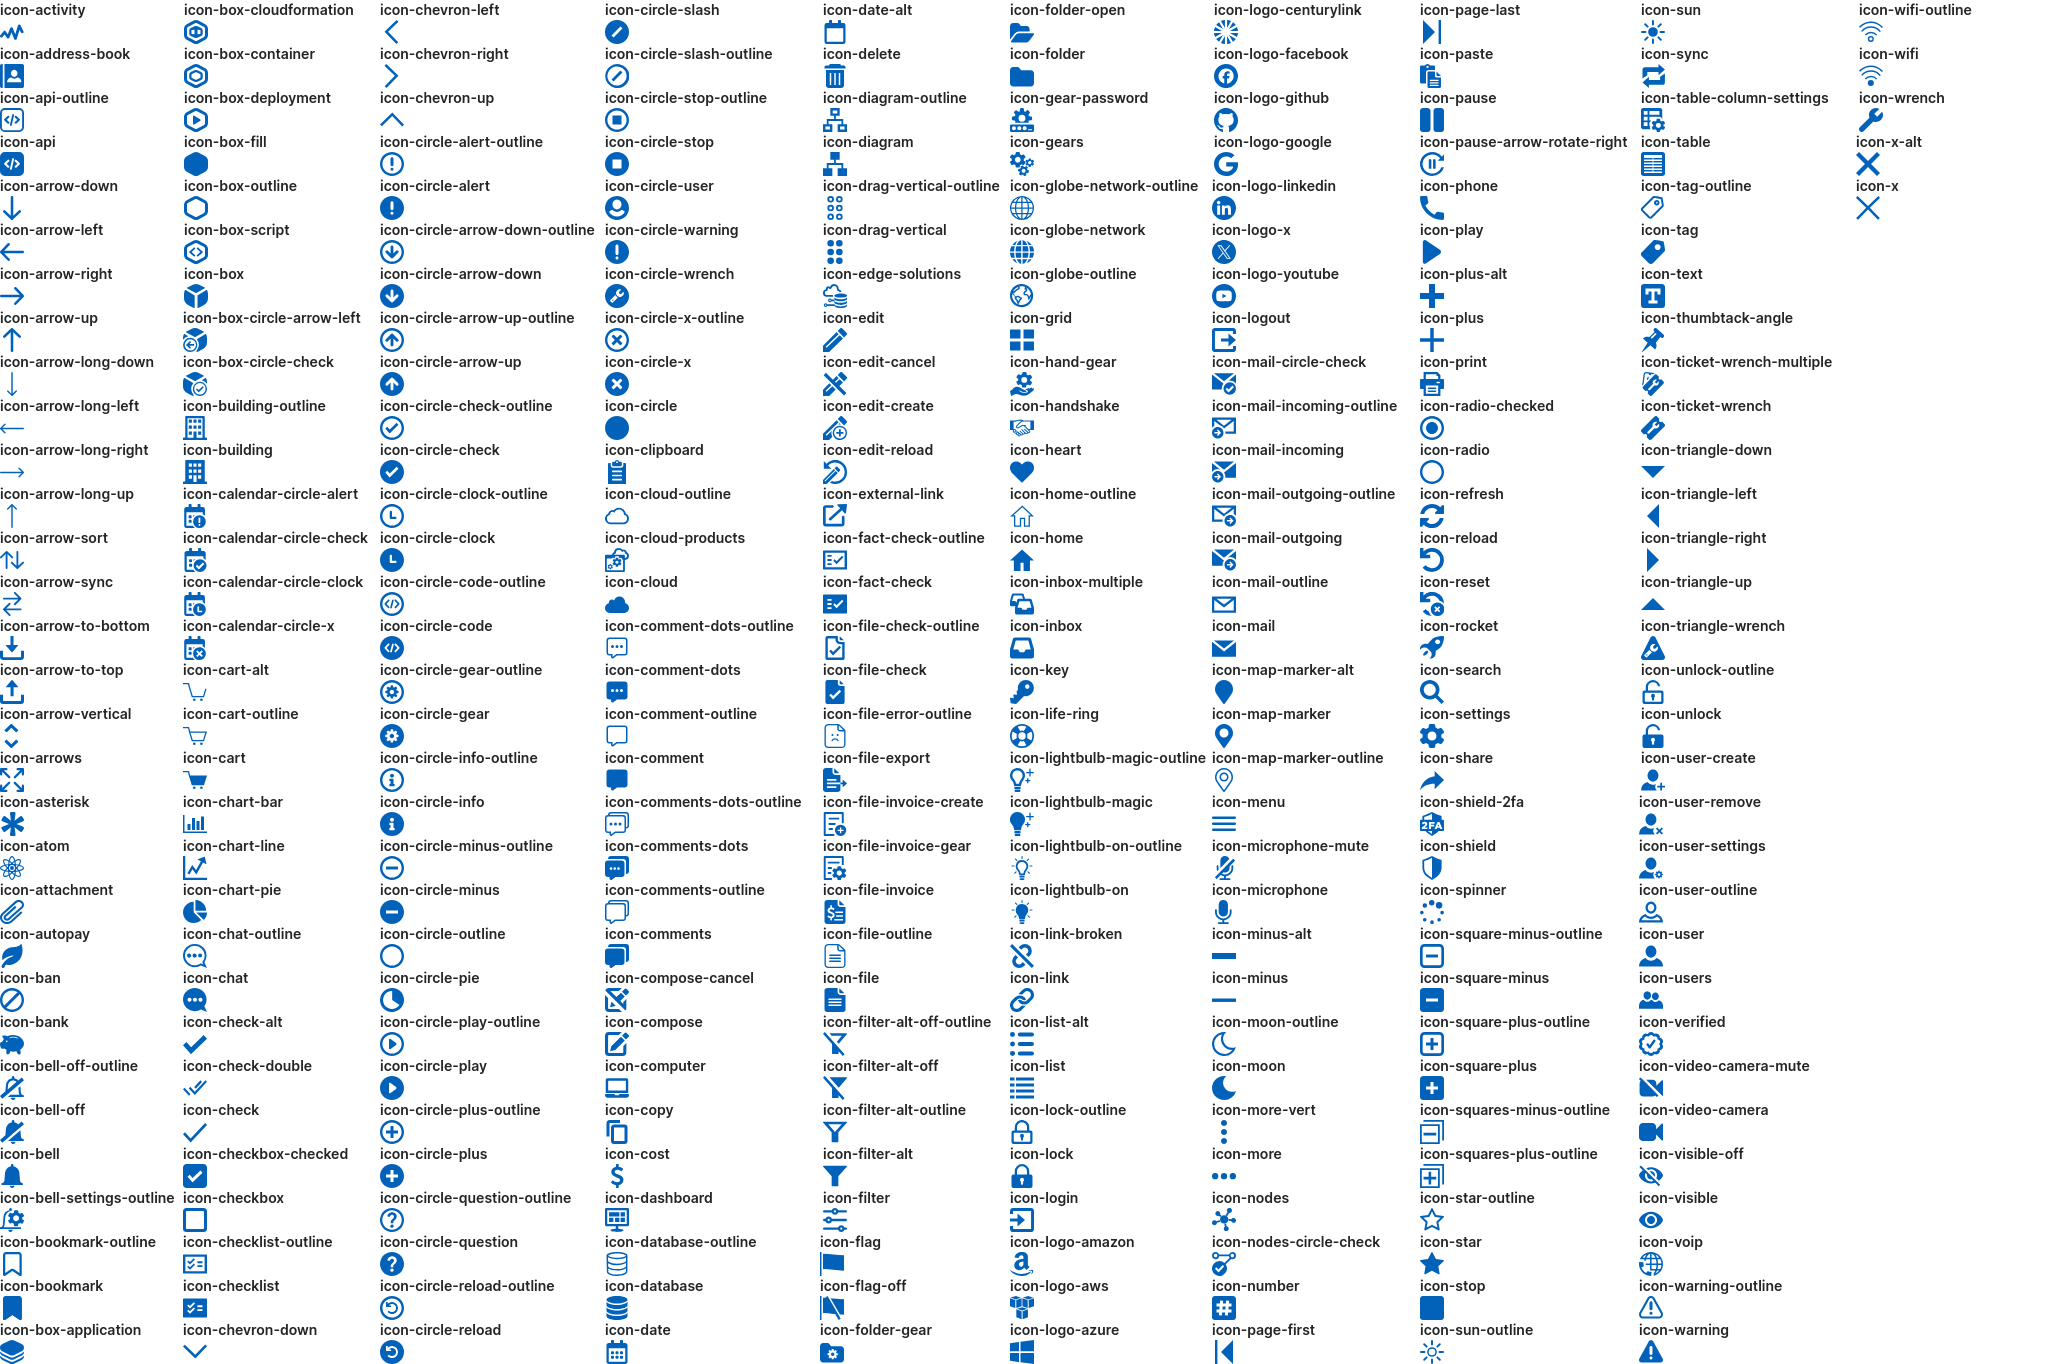 icon-activity
icon-address-book
icon-api-outline
icon-api
icon-arrow-down
icon-arrow-left
icon-arrow-right
icon-arrow-up
icon-arrow-long-down
icon-arrow-long-left
icon-arrow-long-right
icon-arrow-long-up
icon-arrow-sort
icon-arrow-sync
icon-arrow-to-bottom
icon-arrow-to-top
icon-arrow-vertical
icon-arrows
icon-asterisk
icon-atom
icon-attachment
icon-autopay
icon-ban
icon-bank
icon-bell-off-outline
icon-bell-off
icon-bell
icon-bell-settings-outline
icon-bookmark-outline
icon-bookmark
icon-box-application
icon-box-cloudformation
icon-box-container
icon-box-deployment
icon-box-fill
icon-box-outline
icon-box-script
icon-box
icon-box-circle-arrow-left
icon-box-circle-check
icon-building-outline
icon-building
icon-calendar-circle-alert
icon-calendar-circle-check
icon-calendar-circle-clock
icon-calendar-circle-x
icon-cart-alt
icon-cart-outline
icon-cart
icon-chart-bar
icon-chart-line
icon-chart-pie
icon-chat-outline
icon-chat
icon-check-alt
icon-check-double
icon-check
icon-checkbox-checked
icon-checkbox
icon-checklist-outline
icon-checklist
icon-chevron-down
icon-chevron-left
icon-chevron-right
icon-chevron-up
icon-circle-alert-outline
icon-circle-alert
icon-circle-arrow-down-outline
icon-circle-arrow-down
icon-circle-arrow-up-outline
icon-circle-arrow-up
icon-circle-check-outline
icon-circle-check
icon-circle-clock-outline
icon-circle-clock
icon-circle-code-outline
icon-circle-code
icon-circle-gear-outline
icon-circle-gear
icon-circle-info-outline
icon-circle-info
icon-circle-minus-outline
icon-circle-minus
icon-circle-outline
icon-circle-pie
icon-circle-play-outline
icon-circle-play
icon-circle-plus-outline
icon-circle-plus
icon-circle-question-outline
icon-circle-question
icon-circle-reload-outline
icon-circle-reload
icon-circle-slash
icon-circle-slash-outline
icon-circle-stop-outline
icon-circle-stop
icon-circle-user
icon-circle-warning
icon-circle-wrench
icon-circle-x-outline
icon-circle-x
icon-circle
icon-clipboard
icon-cloud-outline
icon-cloud-products
icon-cloud
icon-comment-dots-outline
icon-comment-dots
icon-comment-outline
icon-comment
icon-comments-dots-outline
icon-comments-dots
icon-comments-outline
icon-comments
icon-compose-cancel
icon-compose
icon-computer
icon-copy
icon-cost
icon-dashboard
icon-database-outline
icon-database
icon-date
icon-date-alt
icon-delete
icon-diagram-outline
icon-diagram
icon-drag-vertical-outline
icon-drag-vertical
icon-edge-solutions
icon-edit
icon-edit-cancel
icon-edit-create
icon-edit-reload
icon-external-link
icon-fact-check-outline
icon-fact-check
icon-file-check-outline
icon-file-check
icon-file-error-outline
icon-file-export
icon-file-invoice-create
icon-file-invoice-gear
icon-file-invoice
icon-file-outline
icon-file
icon-filter-alt-off-outline
icon-filter-alt-off
icon-filter-alt-outline
icon-filter-alt
icon-filter
icon-flag
icon-flag-off
icon-folder-gear
icon-folder-open
icon-folder
icon-gear-password
icon-gears
icon-globe-network-outline
icon-globe-network
icon-globe-outline
icon-grid
icon-hand-gear
icon-handshake
icon-heart
icon-home-outline
icon-home
icon-inbox-multiple
icon-inbox
icon-key
icon-life-ring
icon-lightbulb-magic-outline
icon-lightbulb-magic
icon-lightbulb-on-outline
icon-lightbulb-on
icon-link-broken
icon-link
icon-list-alt
icon-list
icon-lock-outline
icon-lock
icon-login
icon-logo-amazon
icon-logo-aws
icon-logo-azure
icon-logo-centurylink
icon-logo-facebook
icon-logo-github
icon-logo-google
icon-logo-linkedin
icon-logo-x
icon-logo-youtube
icon-logout
icon-mail-circle-check
icon-mail-incoming-outline
icon-mail-incoming
icon-mail-outgoing-outline
icon-mail-outgoing
icon-mail-outline
icon-mail
icon-map-marker-alt
icon-map-marker
icon-map-marker-outline
icon-menu
icon-microphone-mute
icon-microphone
icon-minus-alt
icon-minus
icon-moon-outline
icon-moon
icon-more-vert
icon-more
icon-nodes
icon-nodes-circle-check
icon-number
icon-page-first
icon-page-last
icon-paste
icon-pause
icon-pause-arrow-rotate-right
icon-phone
icon-play
icon-plus-alt
icon-plus
icon-print
icon-radio-checked
icon-radio
icon-refresh
icon-reload
icon-reset
icon-rocket
icon-search
icon-settings
icon-share
icon-shield-2fa
2FA
icon-shield
icon-spinner
icon-square-minus-outline
icon-square-minus
icon-square-plus-outline
icon-square-plus
icon-squares-minus-outline
icon-squares-plus-outline
icon-star-outline
icon-star
icon-stop
icon-sun-outline
icon-sun
icon-sync
icon-table-column-settings
icon-table
icon-tag-outline
icon-tag
icon-text
T
icon-thumbtack-angle
icon-ticket-wrench-multiple
icon-ticket-wrench
icon-triangle-down
icon-triangle-left
icon-triangle-right
icon-triangle-up
icon-triangle-wrench
icon-unlock-outline
icon-unlock
icon-user-create
icon-user-remove
icon-user-settings
icon-user-outline
icon-user
icon-users
icon-verified
icon-video-camera-mute
icon-video-camera
icon-visible-off
icon-visible
icon-voip
icon-warning-outline
icon-warning
icon-wifi-outline
icon-wifi
icon-wrench
icon-x-alt
icon-x